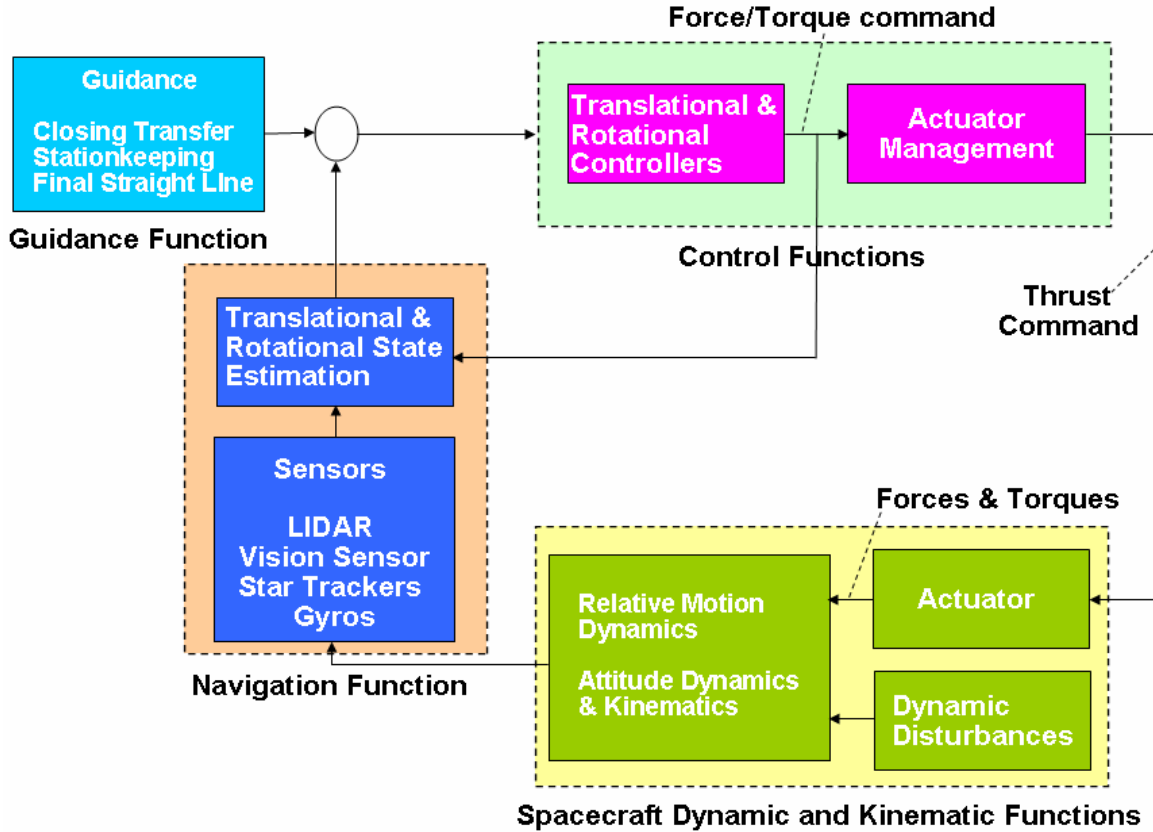 Force/Torque command
Guidance
Closing Transfer
Stationkeeping
Final Straight LIne
Guidance Function
Translational &
Rotational
Controllers
Actuator
Management
Control Functions
Thrust
Command
Translational &
Rotational State
Estimation
Sensors
LIDAR
Vision Sensor
Star Trackers
Gyros
Navigation Function
Forces & Torques
Relative Motion
Dynamics
Attitude Dynamics
& Kinematics
Actuator
Dynamic
Disturbances
Spacecraft Dynamic and Kinematic Functions